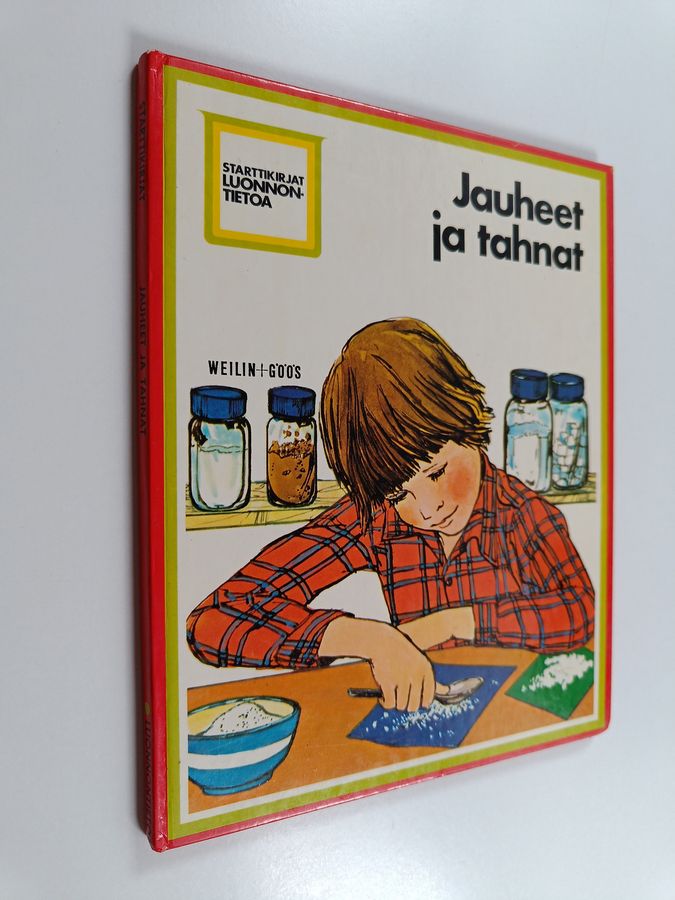 STARTTIKIRJAT
LUONNON-
TIETOA
Jauheet
ja tahnat
WEILIN+GÖÖS
STARTTIKIRJAT
JAUHEET JA TAHNAT